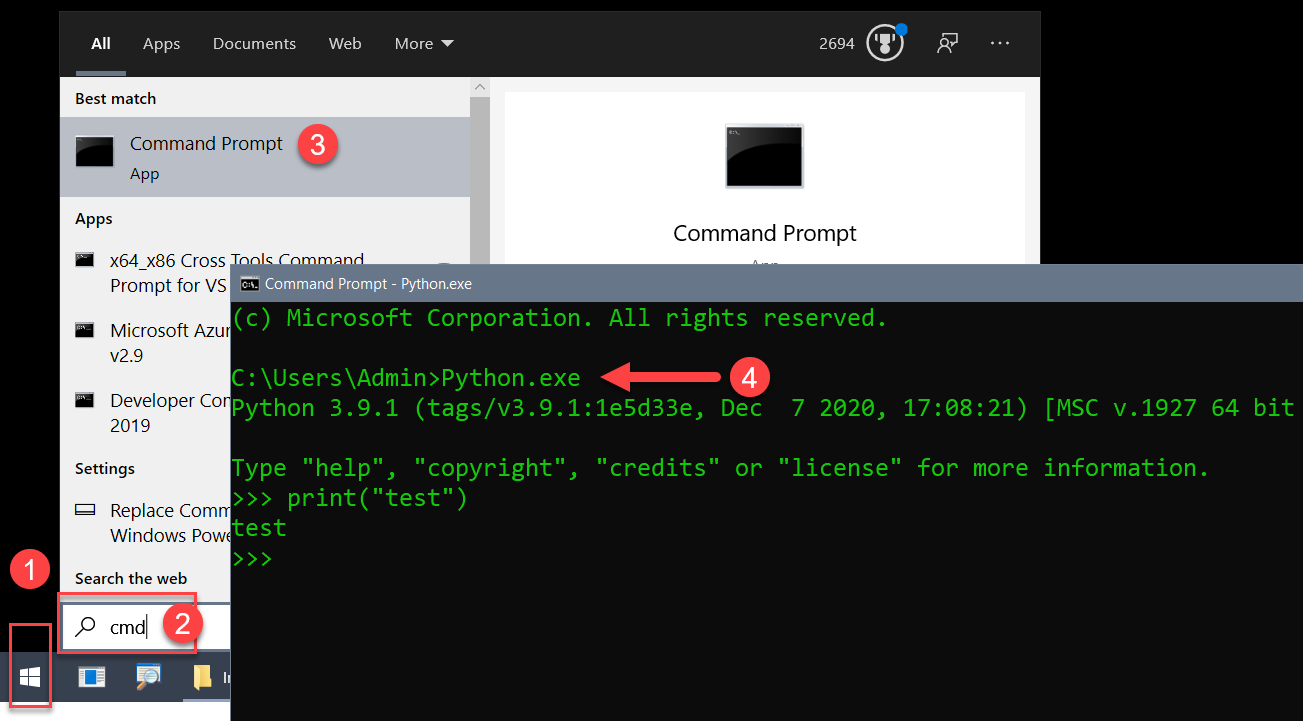 All Apps Documents Web More 2694
Best match
Command Prompt 3
App
Command Prompt
Apps
x64_x86 Cross Tools Command
Prompt for VS
Microsoft Azur
v2.9
Developer Con
2019
Settings
Replace Comm
Windows Powe
Search the web
1
cmd 2
Command Prompt - Python.exe
(c) Microsoft Corporation. All rights reserved.
C:\Users\Admin>Python.exe 4
Python 3.9.1 (tags/v3.9.1:1e5d33e, Dec  7 2020, 17:08:21) [MSC v.1927 64 bit
Type "help", "copyright", "credits" or "license" for more information.
>>> print("test")
test
>>>